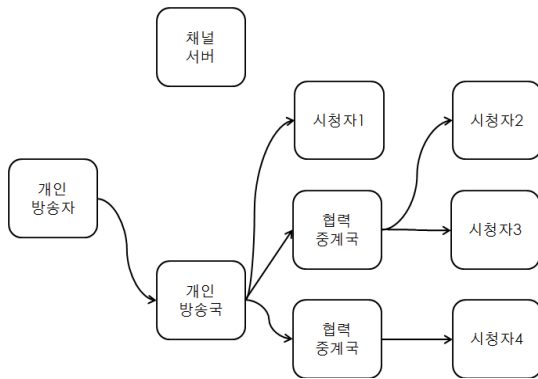 채널
서버
시청자1
시청자2
개인
방송자
협력
중계국
시청자3
개인
방송국
협력
중계국
시청자4